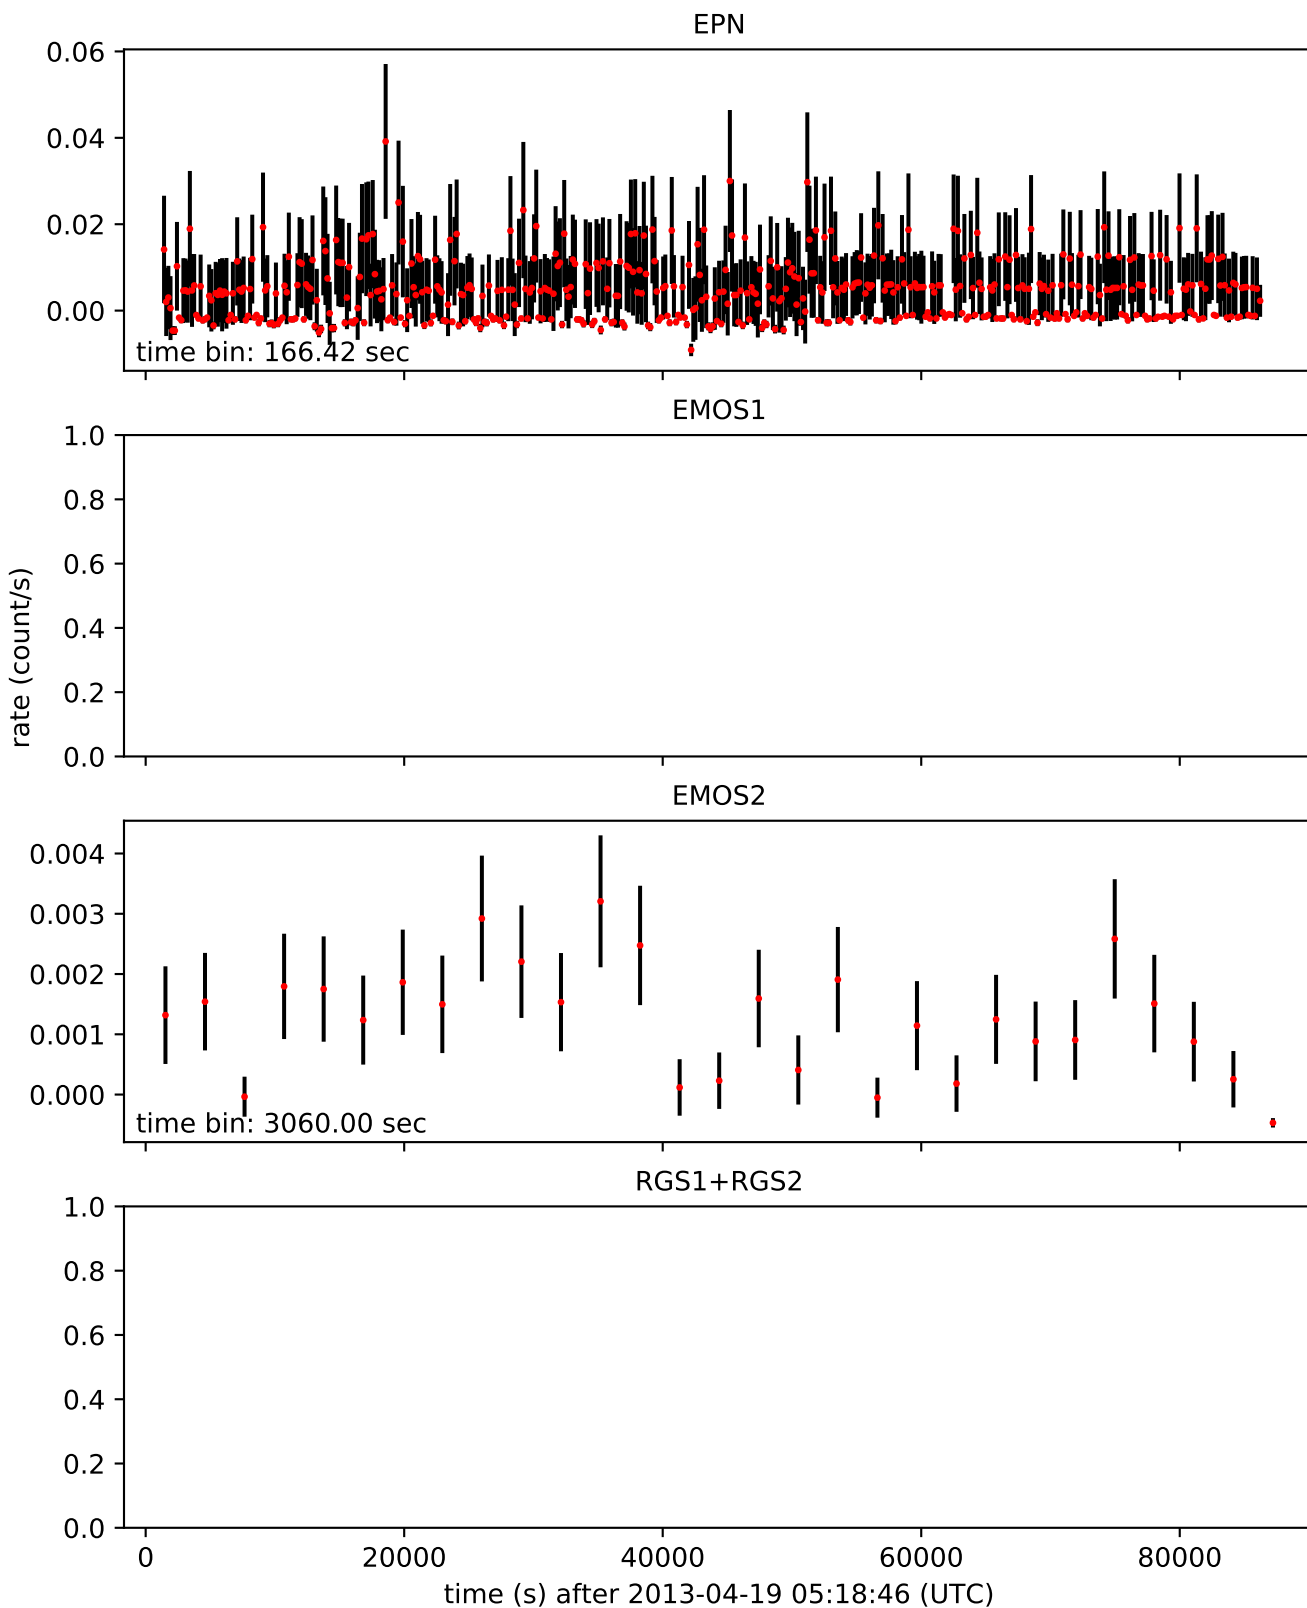 EPN
0.06
0.04
0.02
0.00
time bin: 166.42 sec
EMOS1
1.0
0.8
0.6
0.4
0.2
0.0
rate (count/s)
EMOS2
0.004
0.003
0.002
0.001
0.000
time bin: 3060.00 sec
RGS1+RGS2
1.0
0.8
0.6
0.4
0.2
0.0
0 20000 40000 60000 80000
time (s) after 2013-04-19 05:18:46 (UTC)